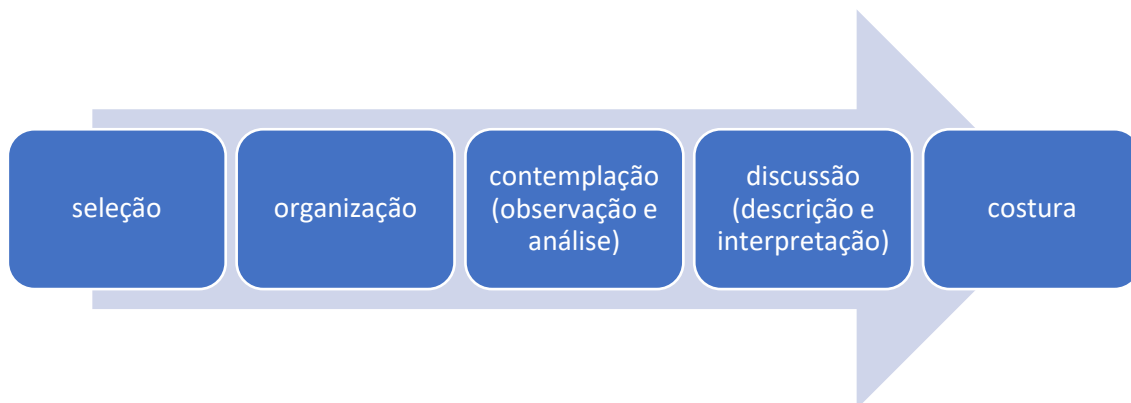 seleção
organização
contemplação
(observação e
análise)
discussão
(descrição e
interpretação)
costura